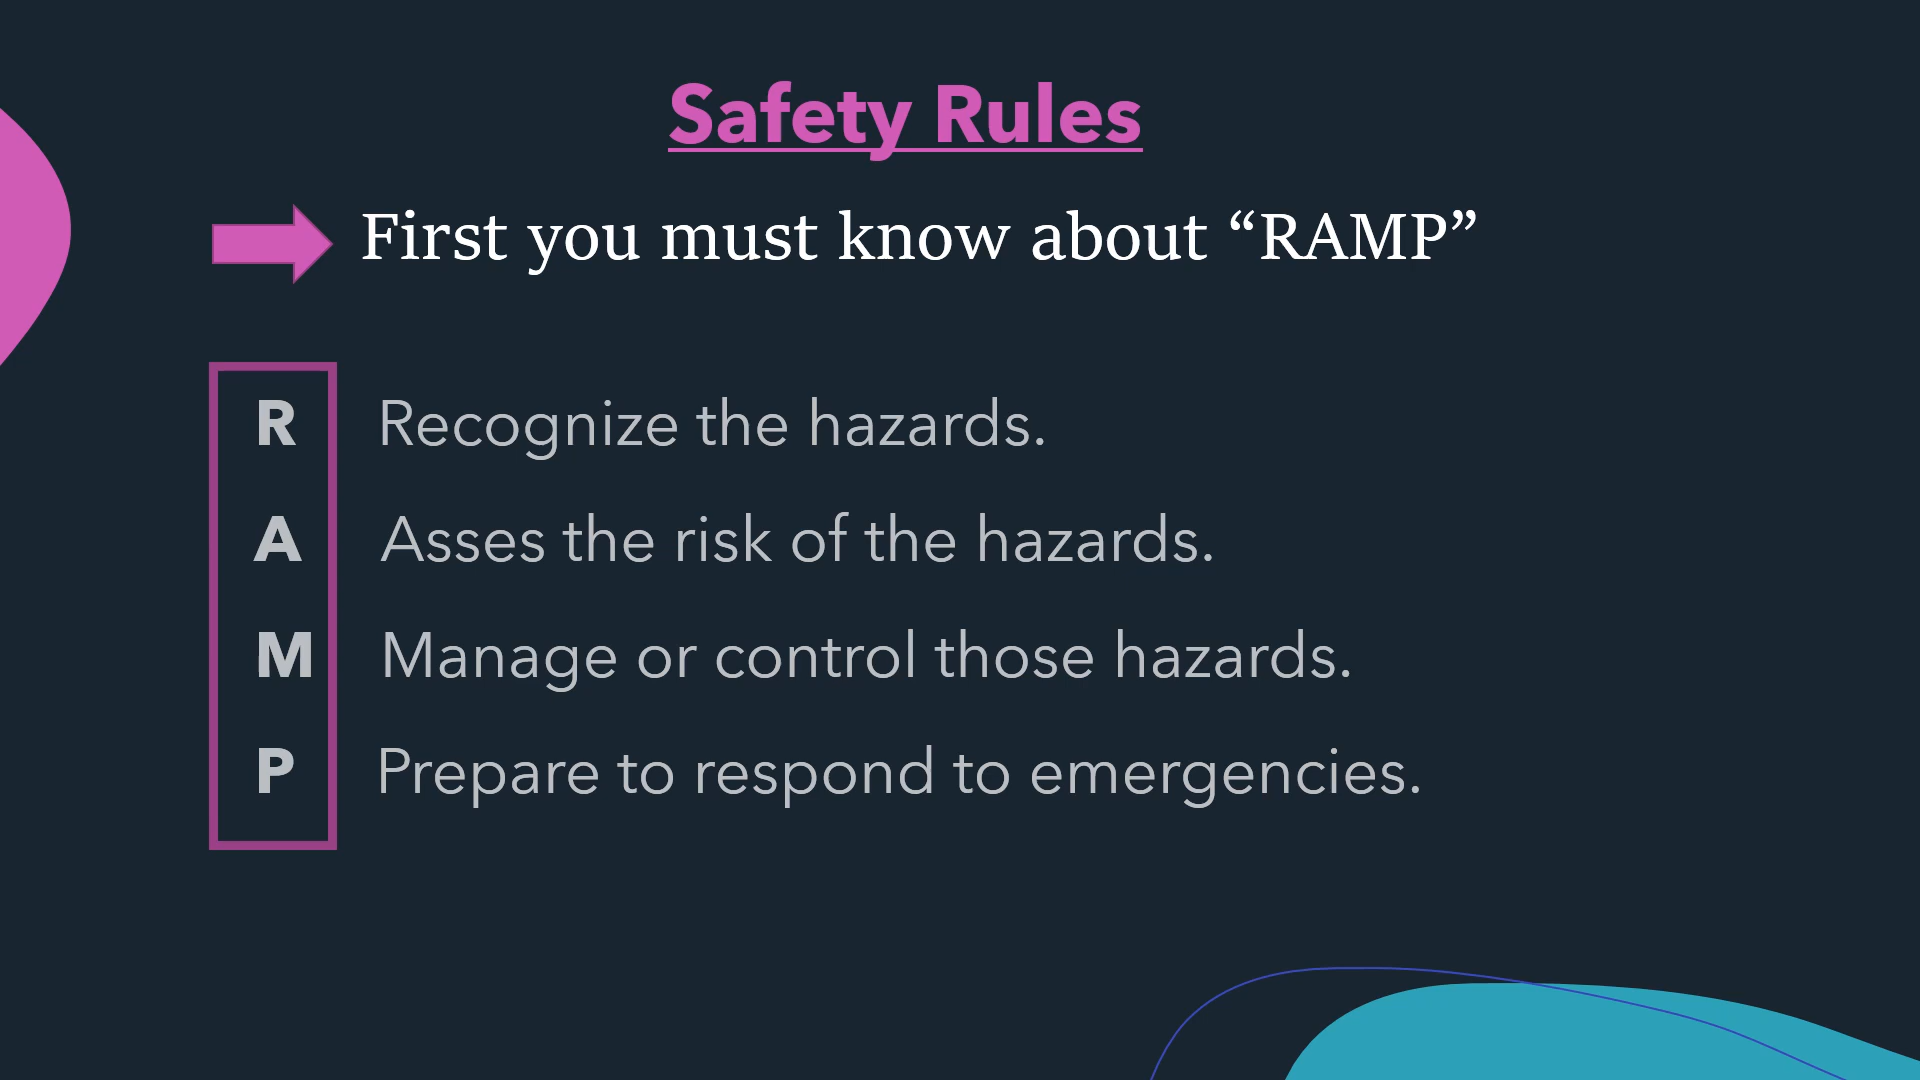 Safety Rules
First you must know about “RAMP”
R Recognize the hazards.
A Asses the risk of the hazards.
M Manage or control those hazards.
P Prepare to respond to emergencies.